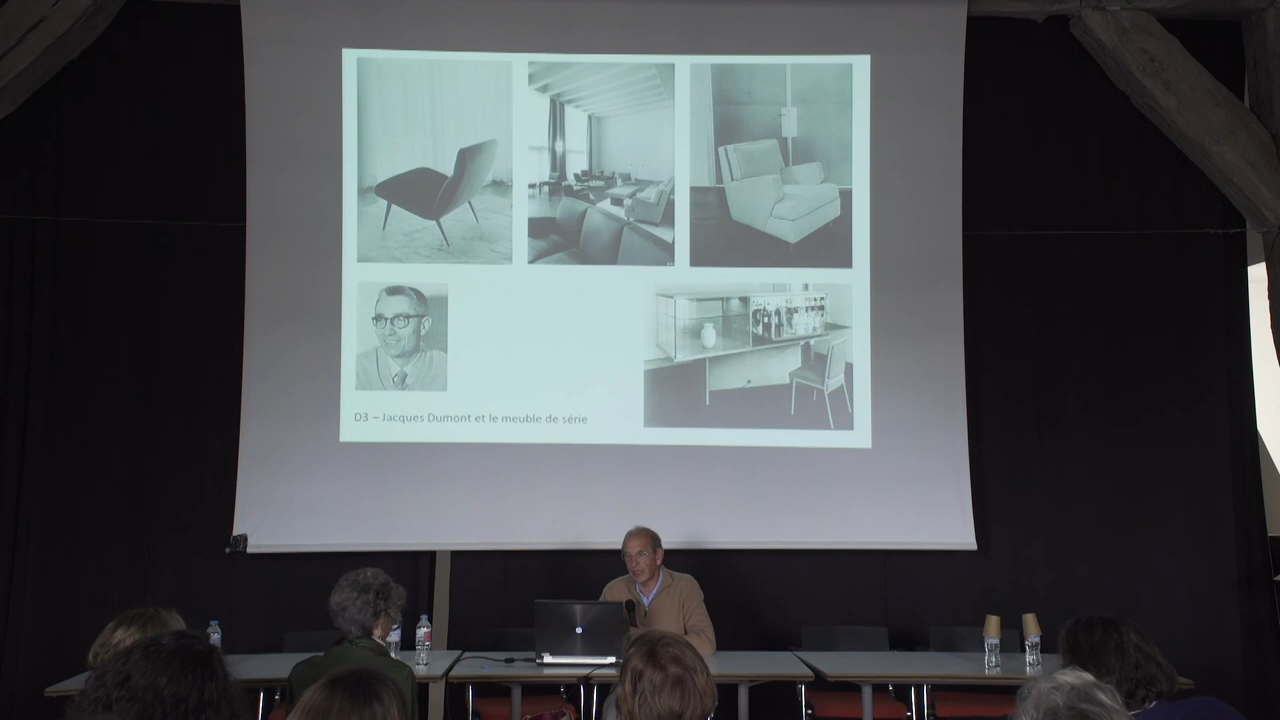 D3 – Jacques Dumont et le meuble de série